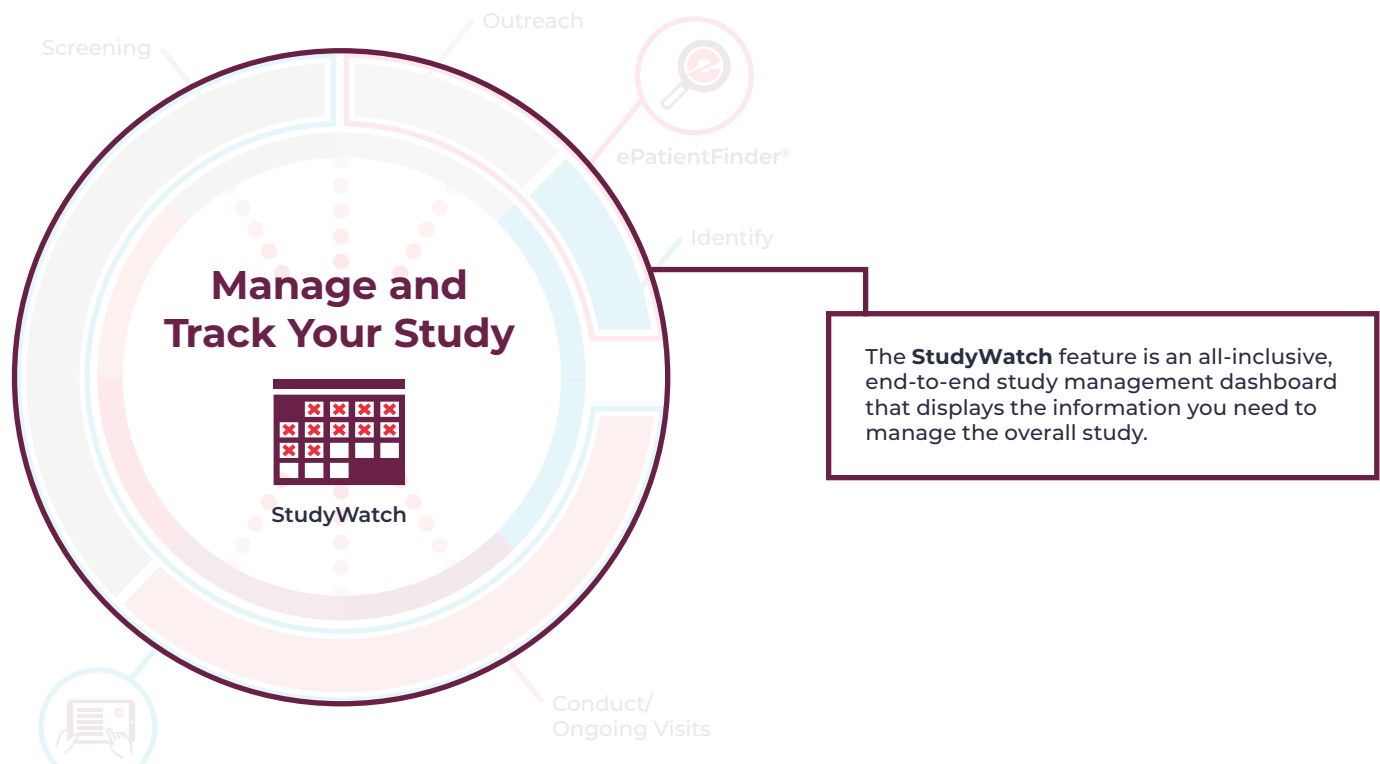 Outreach
Screening
ePatientFinder®
Identify
Manage and
Track Your Study
StudyWatch
The StudyWatch feature is an all-inclusive,
end-to-end study management dashboard
that displays the information you need to
manage the overall study.
Conduct/
Ongoing Visits